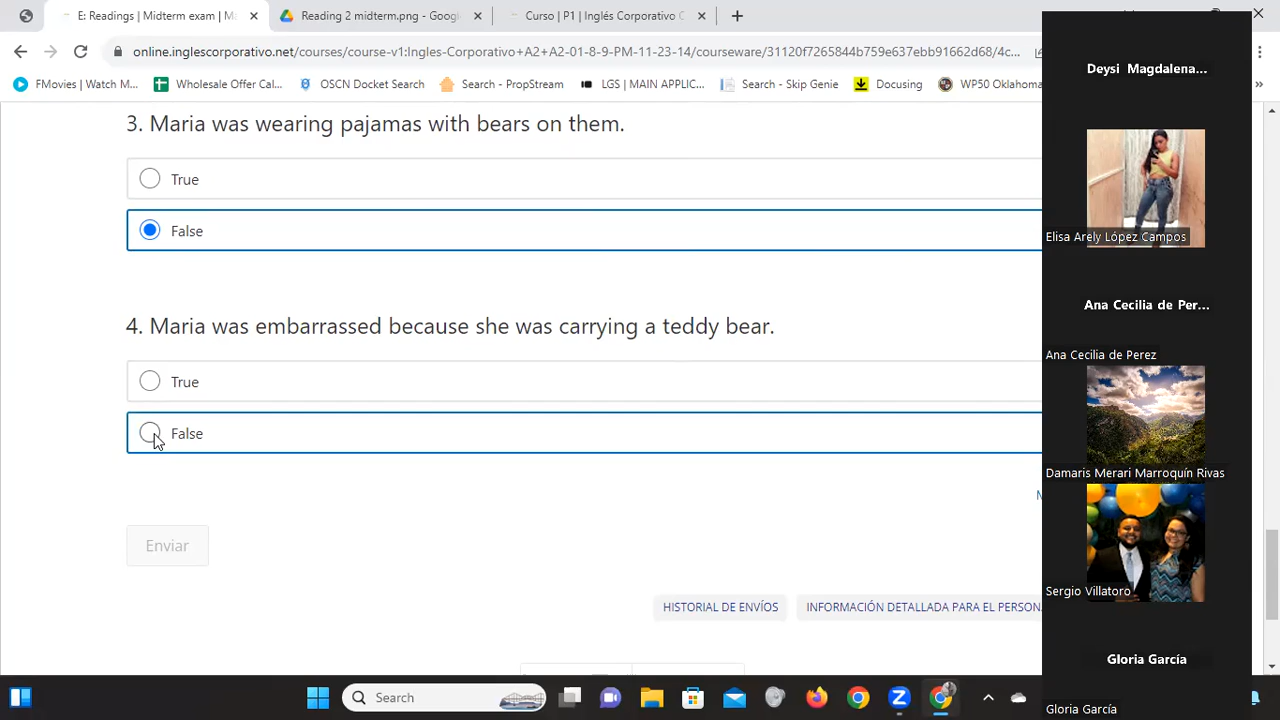 E: Readings | Midterm exam | M
Reading 2 midterm.png - Goog
Curso | P1 | Inglés Corporativo C
online.inglescorporativo.net/courses/course-v1:Ingles-Corporativo+A2+A2-01-8-9-PM-11-23-14/courseware/31120f7265844b759e637ebb91662d68/4c...
FMovies | Watch M...
Wholesale Offer Cal...
OSCN Docket Search
Search - PropStream
LGS | MAIN APPLIC...
Search - Skip Genie
Docusing
WP50 Oklahoma
3. Maria was wearing pajamas with bears on them.
True
False
4. Maria was embarrassed because she was carrying a teddy bear.
True
False
Enviar
HISTORIAL DE ENVÍOS
INFORMACIÓN DETALLADA PARA EL PERSONA
Search
Deysi Magdalena...
Elisa Arely López Campos
Ana Cecilia de Per...
Ana Cecilia de Perez
Damaris Merari Marroquín Rivas
Sergio Villatoro
Gloria García
Gloria García